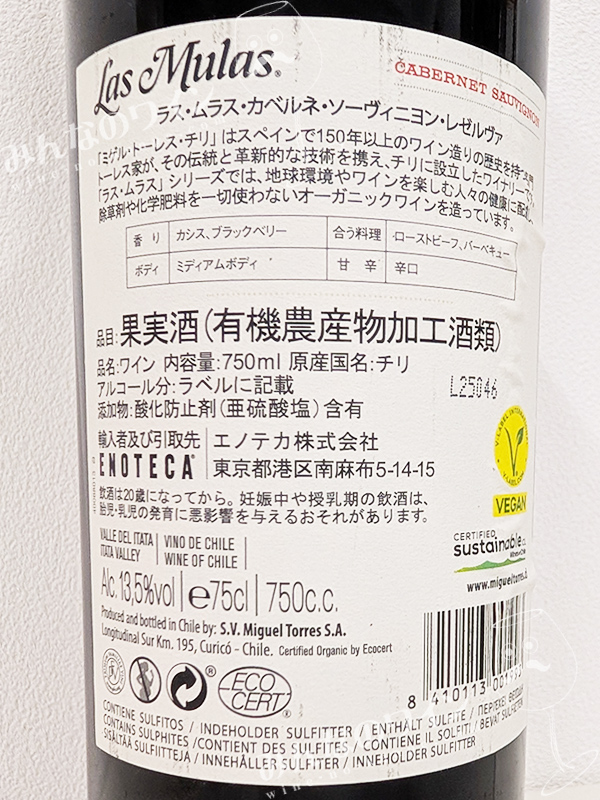 Las Mulas®
CABERNET SAUVIGNON
ラス・ムラス・カベルネ・ソーヴィニヨン・レゼルヴァ
「ミゲル・トーレス・チリ」はスペインで150年以上のワイン造りの歴史を持つ
トーレス家が、その伝統と革新的な技術を携え、チリに設立したワイナリー
「ラス・ムラス」シリーズでは、地球環境やワインを楽しむ人々の健康に配慮し、
除草剤や化学肥料を一切使わないオーガニックワインを造っています。
香り カシス、ブラックベリー 合う料理 ローストビーフ、バーベキュー
ボディ ミディアムボディ 甘辛 辛口
品目:果実酒(有機農産物加工酒類)
品名:ワイン 内容量:750ml 原産国名:チリ
アルコール分:ラベルに記載
添加物:酸化防止剤(亜硫酸塩)含有
L25046
輸入者及び引取先 エノテカ株式会社
ENOTECA® 東京都港区南麻布5-14-15
飲酒は20歳になってから。妊娠中や授乳期の飲酒は、
胎児・乳児の発育に悪影響を与えるおそれがあります。
V-LABEL
VEGAN
VALLE DEL ITATA VINO DE CHILE
ITATA VALLEY WINE OF CHILE
CERTIFIED
sustainable
www.migueltorres.
Alc. 13,5%vol e75cl 750c.c.
Produced and bottled in Chile by: S.V. Miguel Torres S.A.
Longitudinal Sur Km. 195, Curicó - Chile. Certified Organic by Ecocert
ECO
CERT®
8 410113 001
CONTIENE SULFITOS / INDEHOLDER SULFITTER / ENTHÄLT SULFITE /
CONTAINS SULPHITES / CONTIENT DES SULFITES / CONTIENE IL SOLFITI / BEVAT SULFIETEN
SISÄLTÄÄ SULFIITTEJA / INNEHÅLLER SULFITER / INNEHOLDER SULFITTER
みんなのワイン